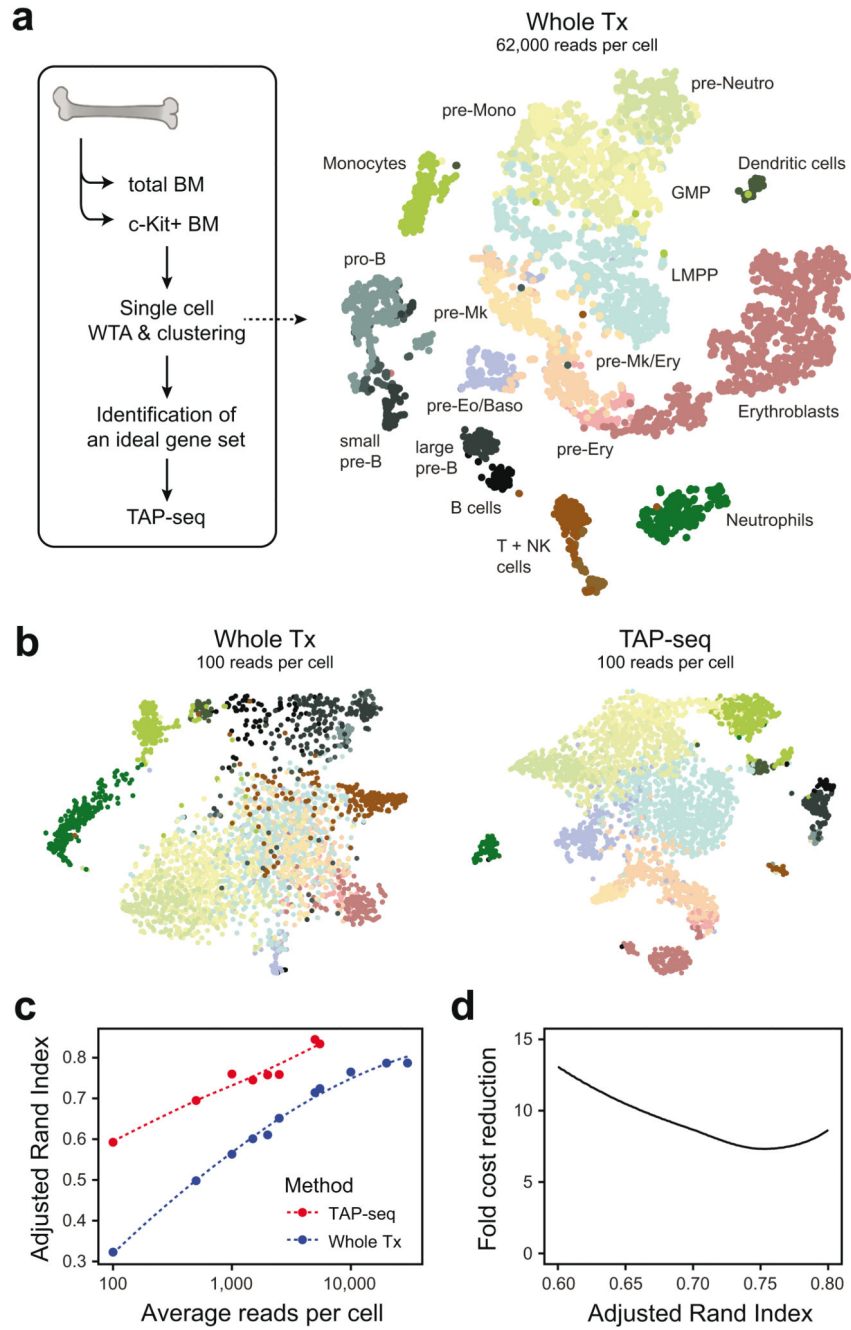 a
Whole Tx
62,000 reads per cell
total BM
c-Kit+ BM
Single cell
WTA & clustering
Identification of
an ideal gene set
TAP-seq
pre-Neutro
pre-Mono
Monocytes
Dendritic cells
GMP
pro-B
LMPP
pre-Mk
pre-Mk/Ery
pre-Eo/Baso
Erythroblasts
small
pre-B
large
pre-B
pre-Ery
B cells
T + NK
cells
Neutrophils
b
Whole Tx
100 reads per cell
TAP-seq
100 reads per cell
c
Adjusted Rand Index
0.8
0.7
0.6
0.5
0.4
0.3
Method
TAP-seq
Whole Tx
100
1,000
10,000
Average reads per cell
d
Fold cost reduction
15
10
5
0
0.60
0.65
0.70
0.75
0.80
Adjusted Rand Index